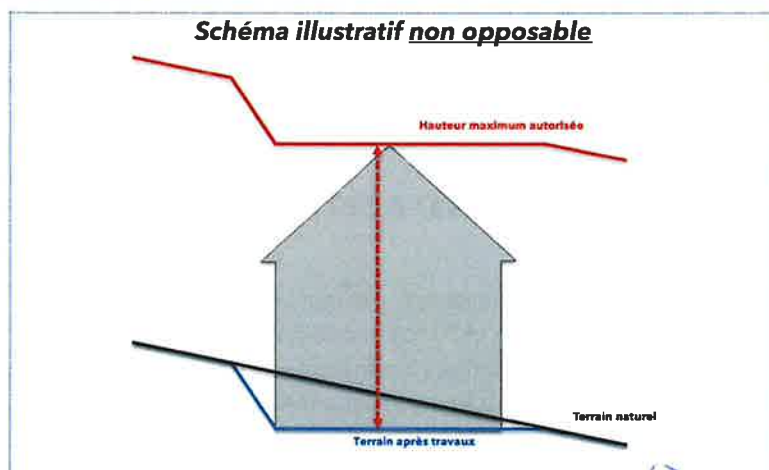 Schéma illustratif non opposable
Hauteur maximum autorisée
Terrain naturel
Terrain après travaux